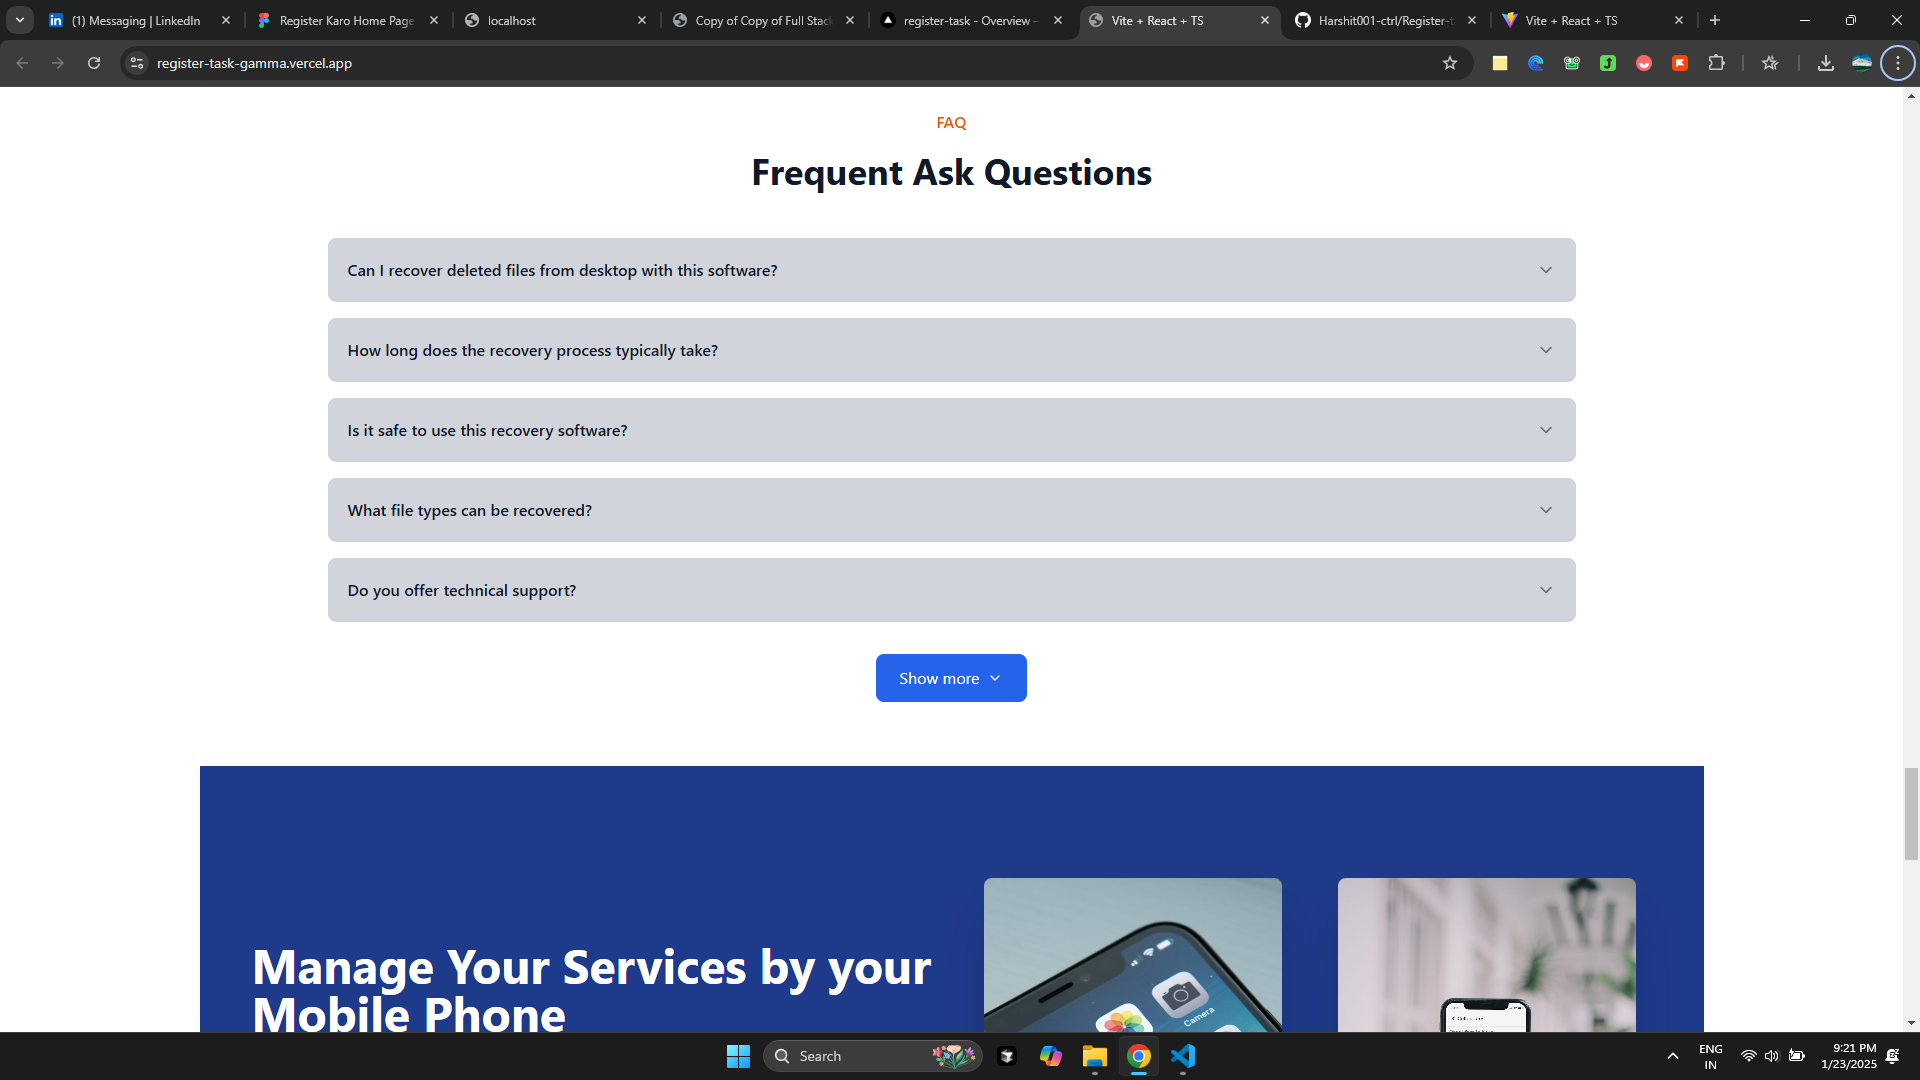 (1) Messaging | LinkedIn
Register Karo Home Page
localhost
Copy of Copy of Full Stack
register-task - Overview –
Vite + React + TS
Harshit001-ctrl/Register-t
Vite + React + TS
register-task-gamma.vercel.app
FAQ
Frequent Ask Questions
Can I recover deleted files from desktop with this software?
How long does the recovery process typically take?
Is it safe to use this recovery software?
What file types can be recovered?
Do you offer technical support?
Show more
Manage Your Services by your
Mobile Phone
Camera
Search
ENG
IN
9:21 PM
1/23/2025